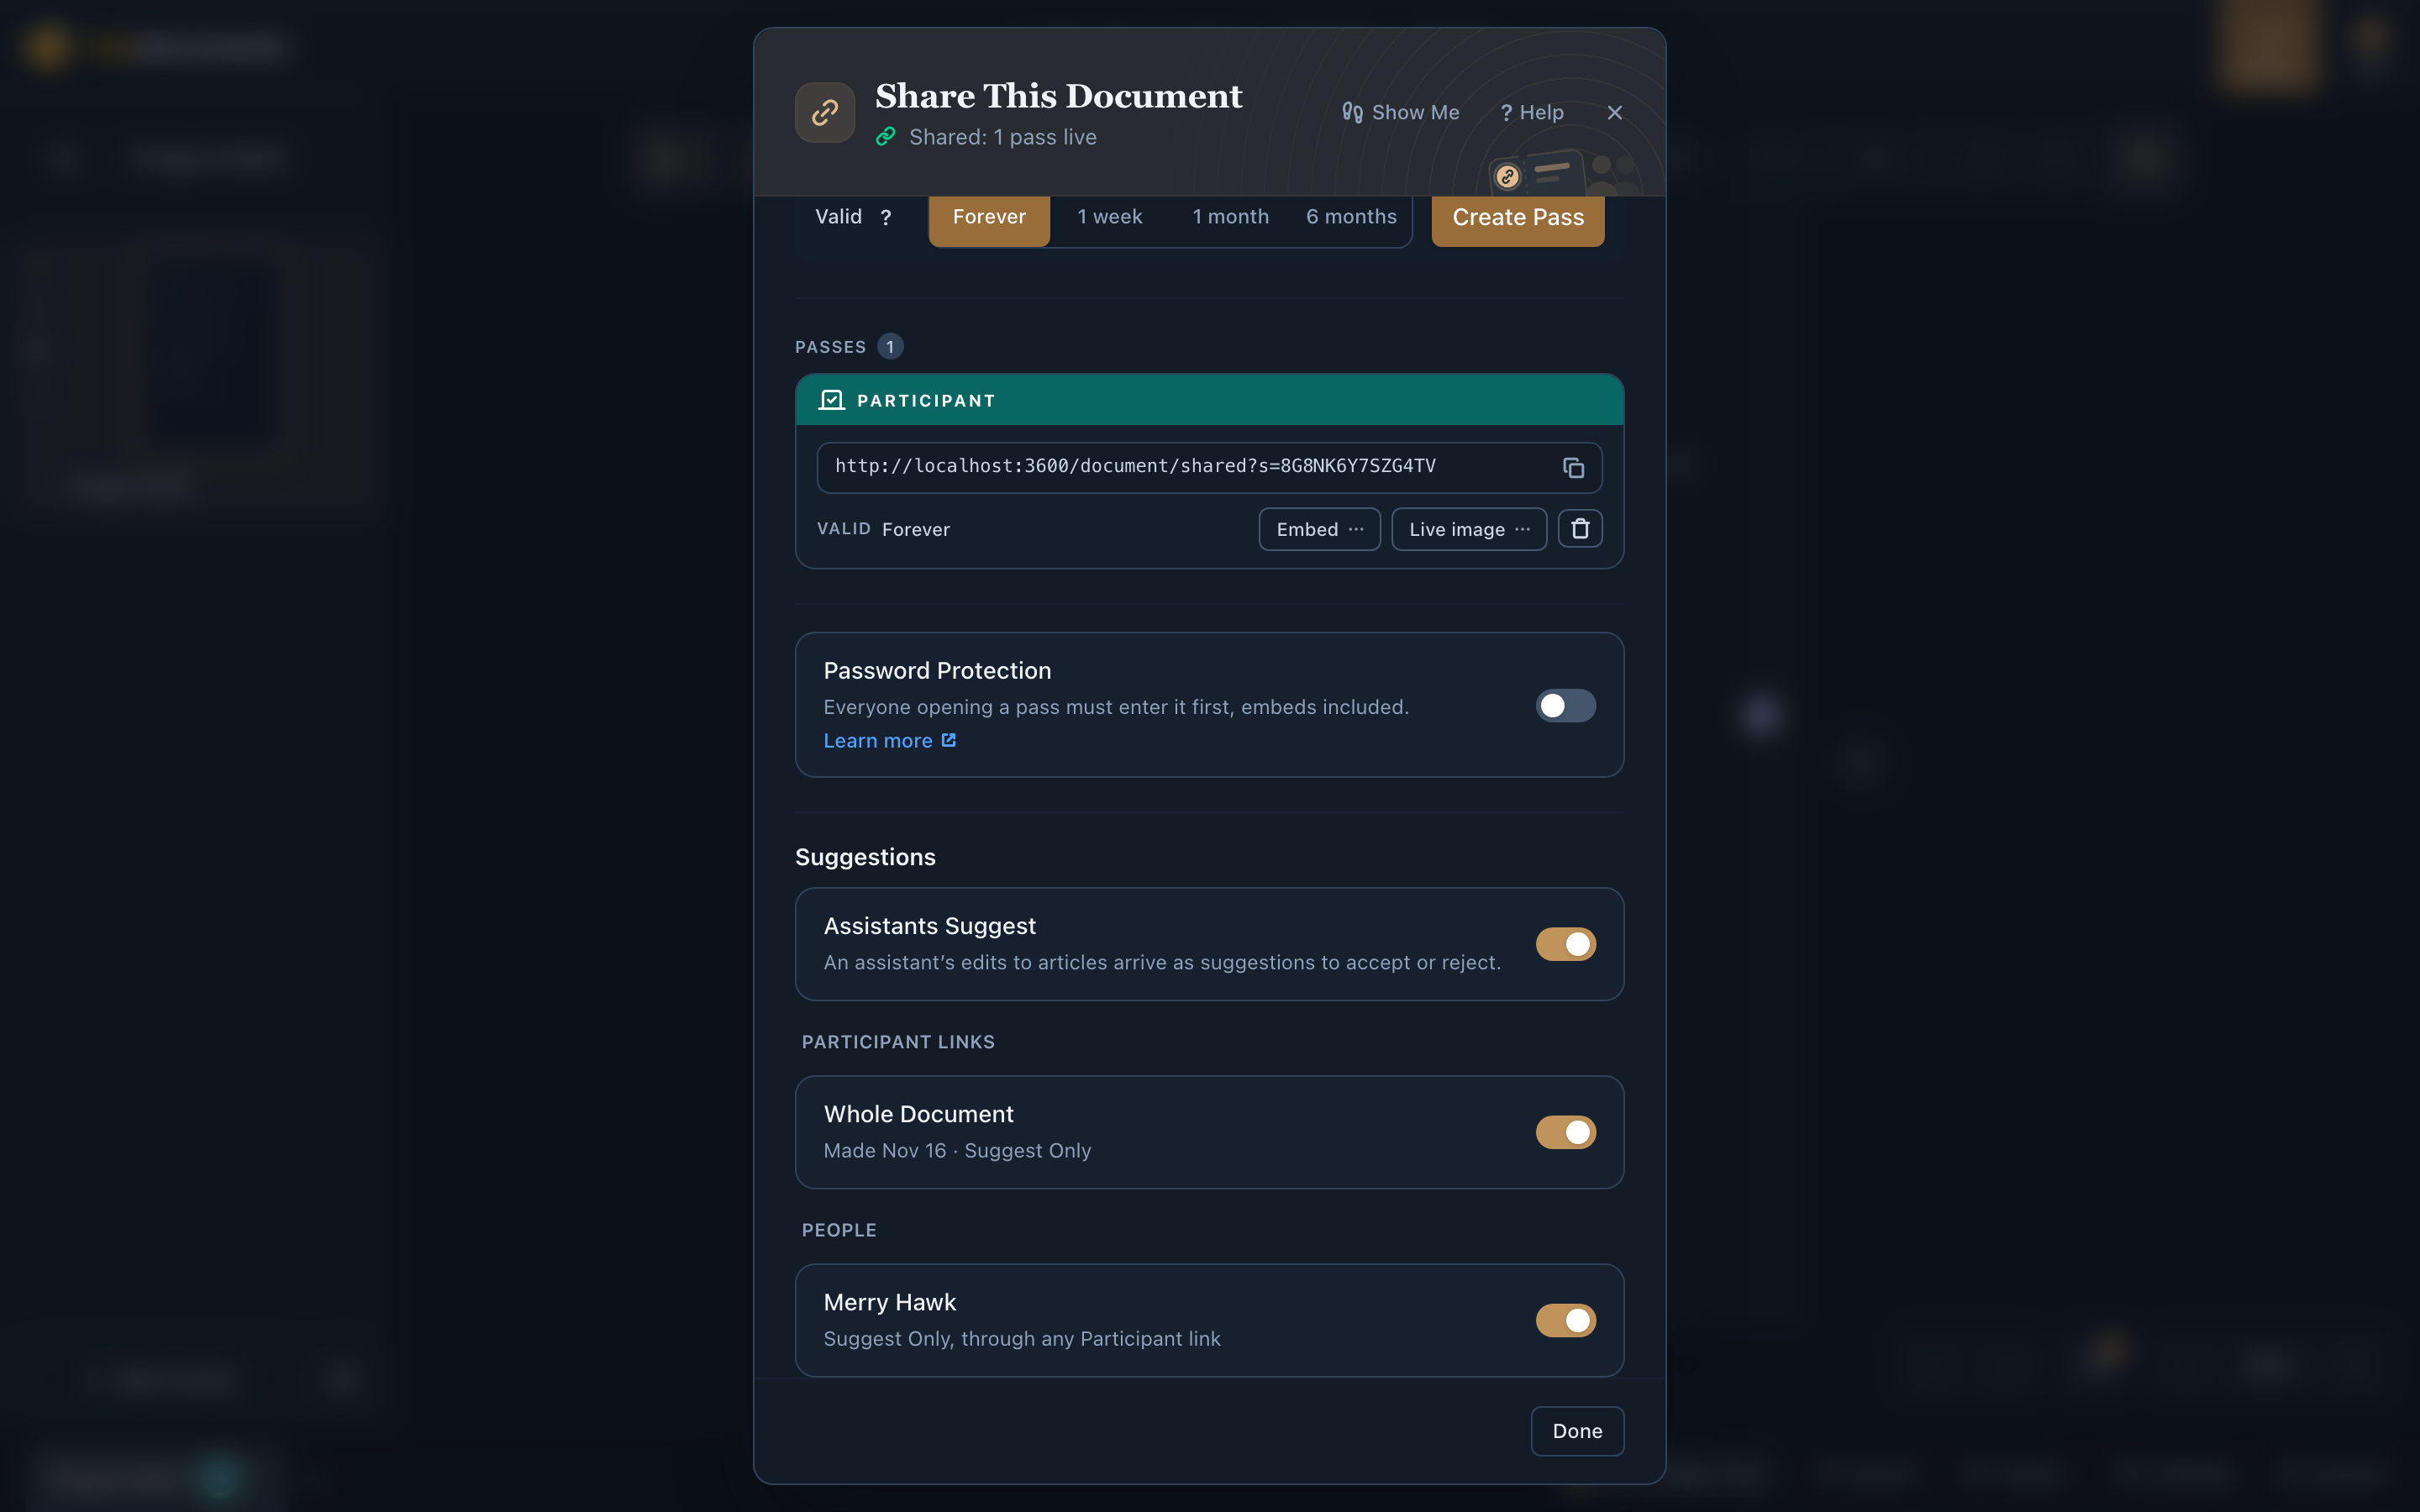 Share This Document
Shared: 1 pass live
Show Me
? Help
Valid ?
Forever
1 week
1 month
6 months
Create Pass
PASSES 1
PARTICIPANT
http://localhost:3600/document/shared?s=8G8NK6Y7SZG4TV
VALID Forever
Embed ···
Live image ···
Password Protection
Everyone opening a pass must enter it first, embeds included.
Learn more
Suggestions
Assistants Suggest
An assistant’s edits to articles arrive as suggestions to accept or reject.
PARTICIPANT LINKS
Whole Document
Made Nov 16 · Suggest Only
PEOPLE
Merry Hawk
Suggest Only, through any Participant link
Done